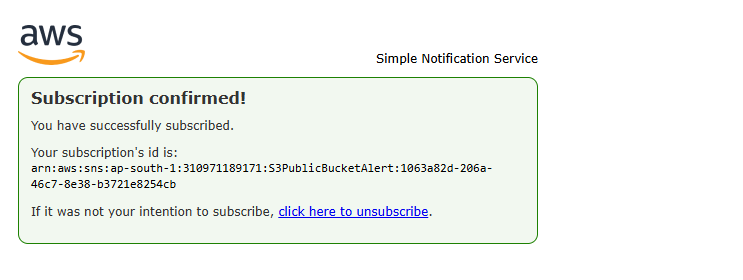 aws
Simple Notification Service
Subscription confirmed!
You have successfully subscribed.
Your subscription's id is:
arn:aws:sns:ap-south-1:310971189171:S3PublicBucketAlert:1063a82d-206a-
46c7-8e38-b3721e8254cb
If it was not your intention to subscribe, click here to unsubscribe.